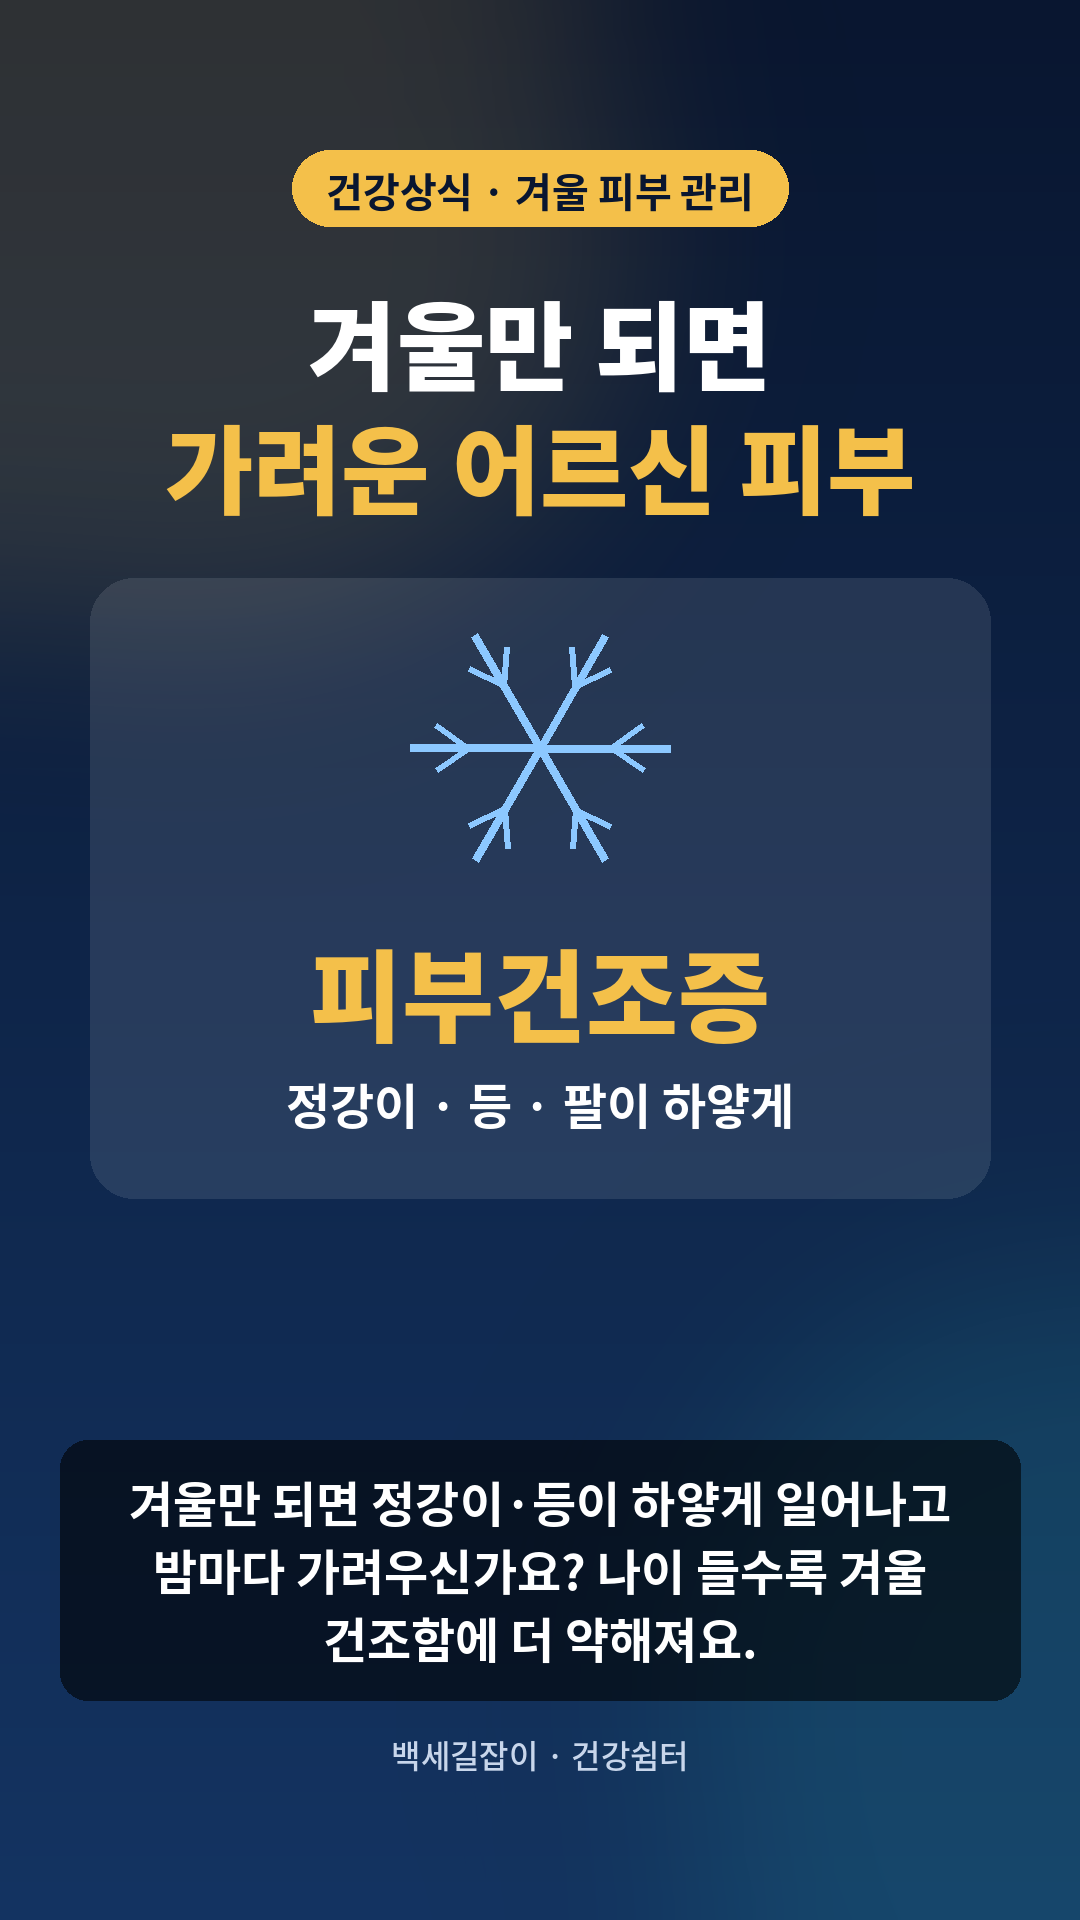 건강상식 · 겨울 피부 관리
겨울만 되면
가려운 어르신 피부
피부건조증
정강이 · 등 · 팔이 하얗게
겨울만 되면 정강이·등이 하얗게 일어나고
밤마다 가려우신가요? 나이 들수록 겨울
건조함에 더 약해져요.
백세길잡이 · 건강쉼터